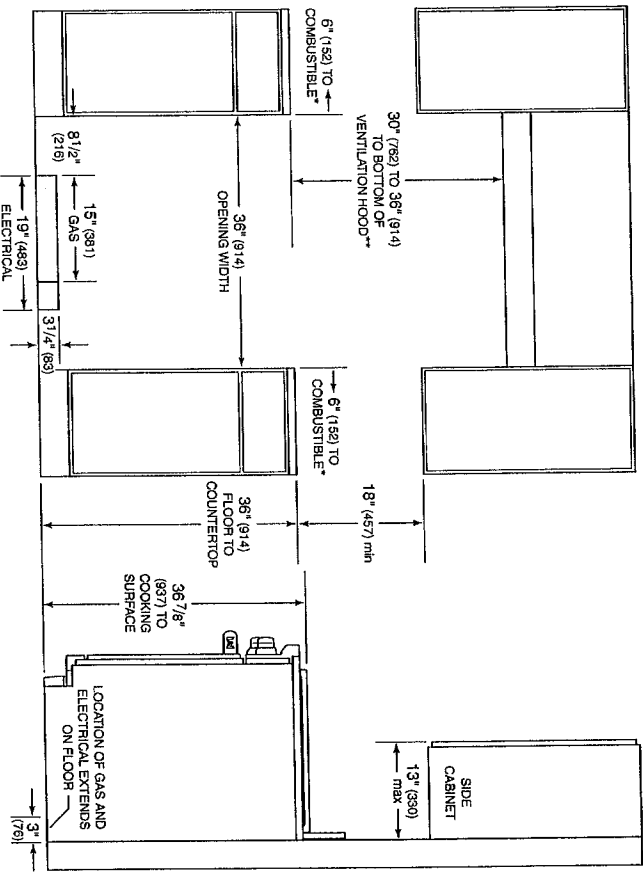 6" (152) TO
COMBUSTIBLE*
30" (762) TO 36" (914)
TO BOTTOM OF
VENTILATION HOOD**
36" (914)
OPENING WIDTH
6" (152) TO
COMBUSTIBLE*
8 1/2"
(216)
15" (381)
GAS
19" (483)
ELECTRICAL
3 1/4" (83)
18" (457) min
36" (914)
FLOOR TO
COUNTERTOP
36 7/8"
(937) TO
COOKING
SURFACE
SIDE
CABINET
13" (330)
max
LOCATION OF GAS AND
ELECTRICAL EXTENDS
ON FLOOR
3"
(76)